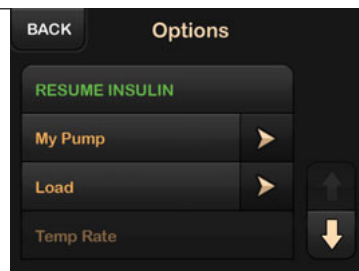 BACK
Options
RESUME INSULIN
My Pump
Load
Temp Rate